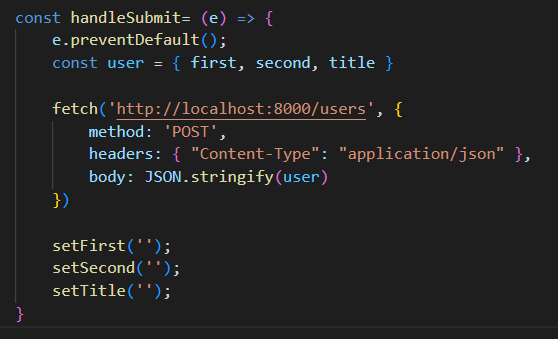 const handleSubmit= (e) => {
    e.preventDefault();
    const user = { first, second, title }

    fetch('http://localhost:8000/users', {
        method: 'POST',
        headers: { "Content-Type": "application/json" },
        body: JSON.stringify(user)
    })

    setFirst('');
    setSecond('');
    setTitle('');
}